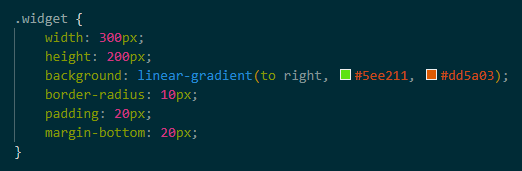 .widget {
    width: 300px;
    height: 200px;
    background: linear-gradient(to right, #5ee211, #dd5a03);
    border-radius: 10px;
    padding: 20px;
    margin-bottom: 20px;
}